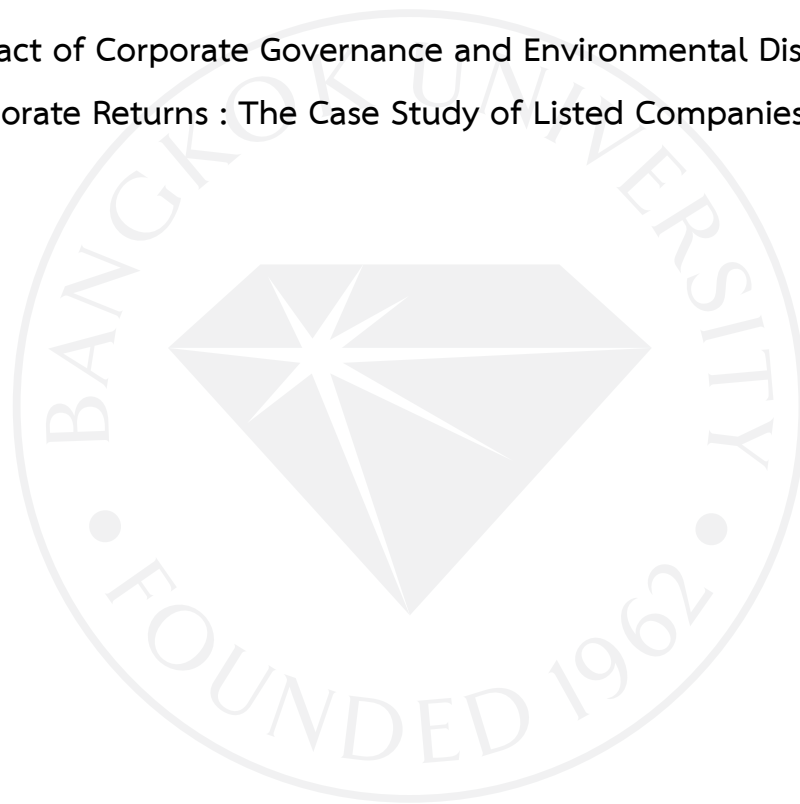 act of Corporate Governance and Environmental Dis
orate Returns : The Case Study of Listed Companies
BANGKOK UNIVERSITY
FOUNDED 1962